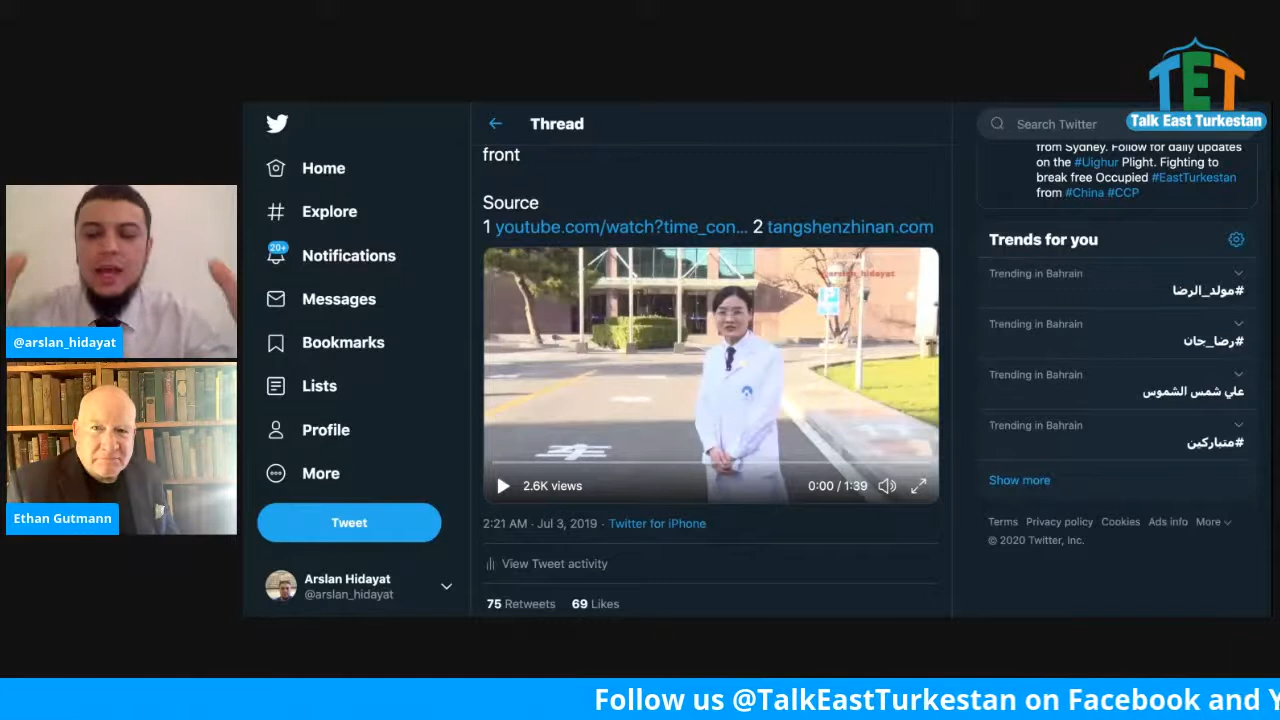 TET
Talk East Turkestan
@arslan_hidayat
Ethan Gutmann
Home
Explore
20+
Notifications
Messages
Bookmarks
Lists
Profile
More
Tweet
Arslan Hidayat
@arslan_hidayat
Thread
front
Source
1 youtube.com/watch?time_con... 2 tangshenzhinan.com
@arslan_hidayat
P
车
2.6K views
0:00 / 1:39
2:21 AM · Jul 3, 2019 · Twitter for iPhone
View Tweet activity
75 Retweets 69 Likes
Search Twitter
from Sydney. Follow for daily updates
on the #Uighur Plight. Fighting to
break free Occupied #EastTurkestan
from #China #CCP
Trends for you
Trending in Bahrain
#مولد_الرضا
Trending in Bahrain
#رضا_جان
Trending in Bahrain
علي شمس الشموس
Trending in Bahrain
#متباركين
Show more
Terms Privacy policy Cookies Ads info More
© 2020 Twitter, Inc.
Follow us @TalkEastTurkestan on Facebook and Y